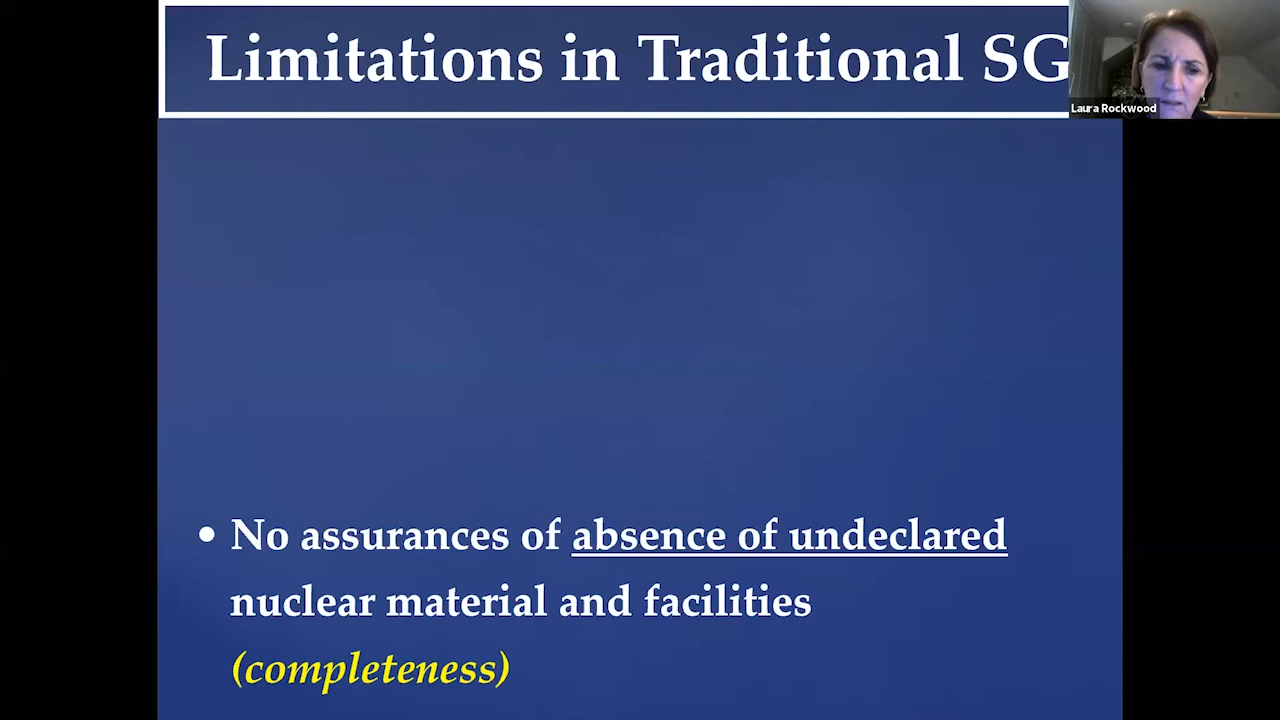 Limitations in Traditional SG
Laura Rockwood
• No assurances of absence of undeclared
nuclear material and facilities
(completeness)